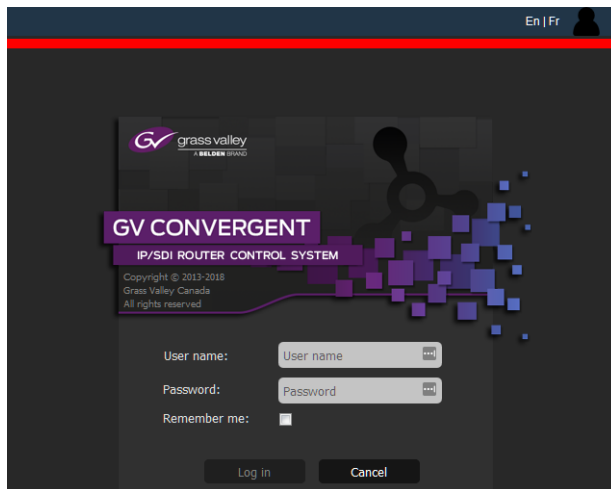 En | Fr
GV grass valley
A BELDEN BRAND
GV CONVERGENT
IP/SDI ROUTER CONTROL SYSTEM
Copyright © 2013-2018
Grass Valley Canada
All rights reserved
User name: User name
Password: Password
Remember me:
Log in Cancel